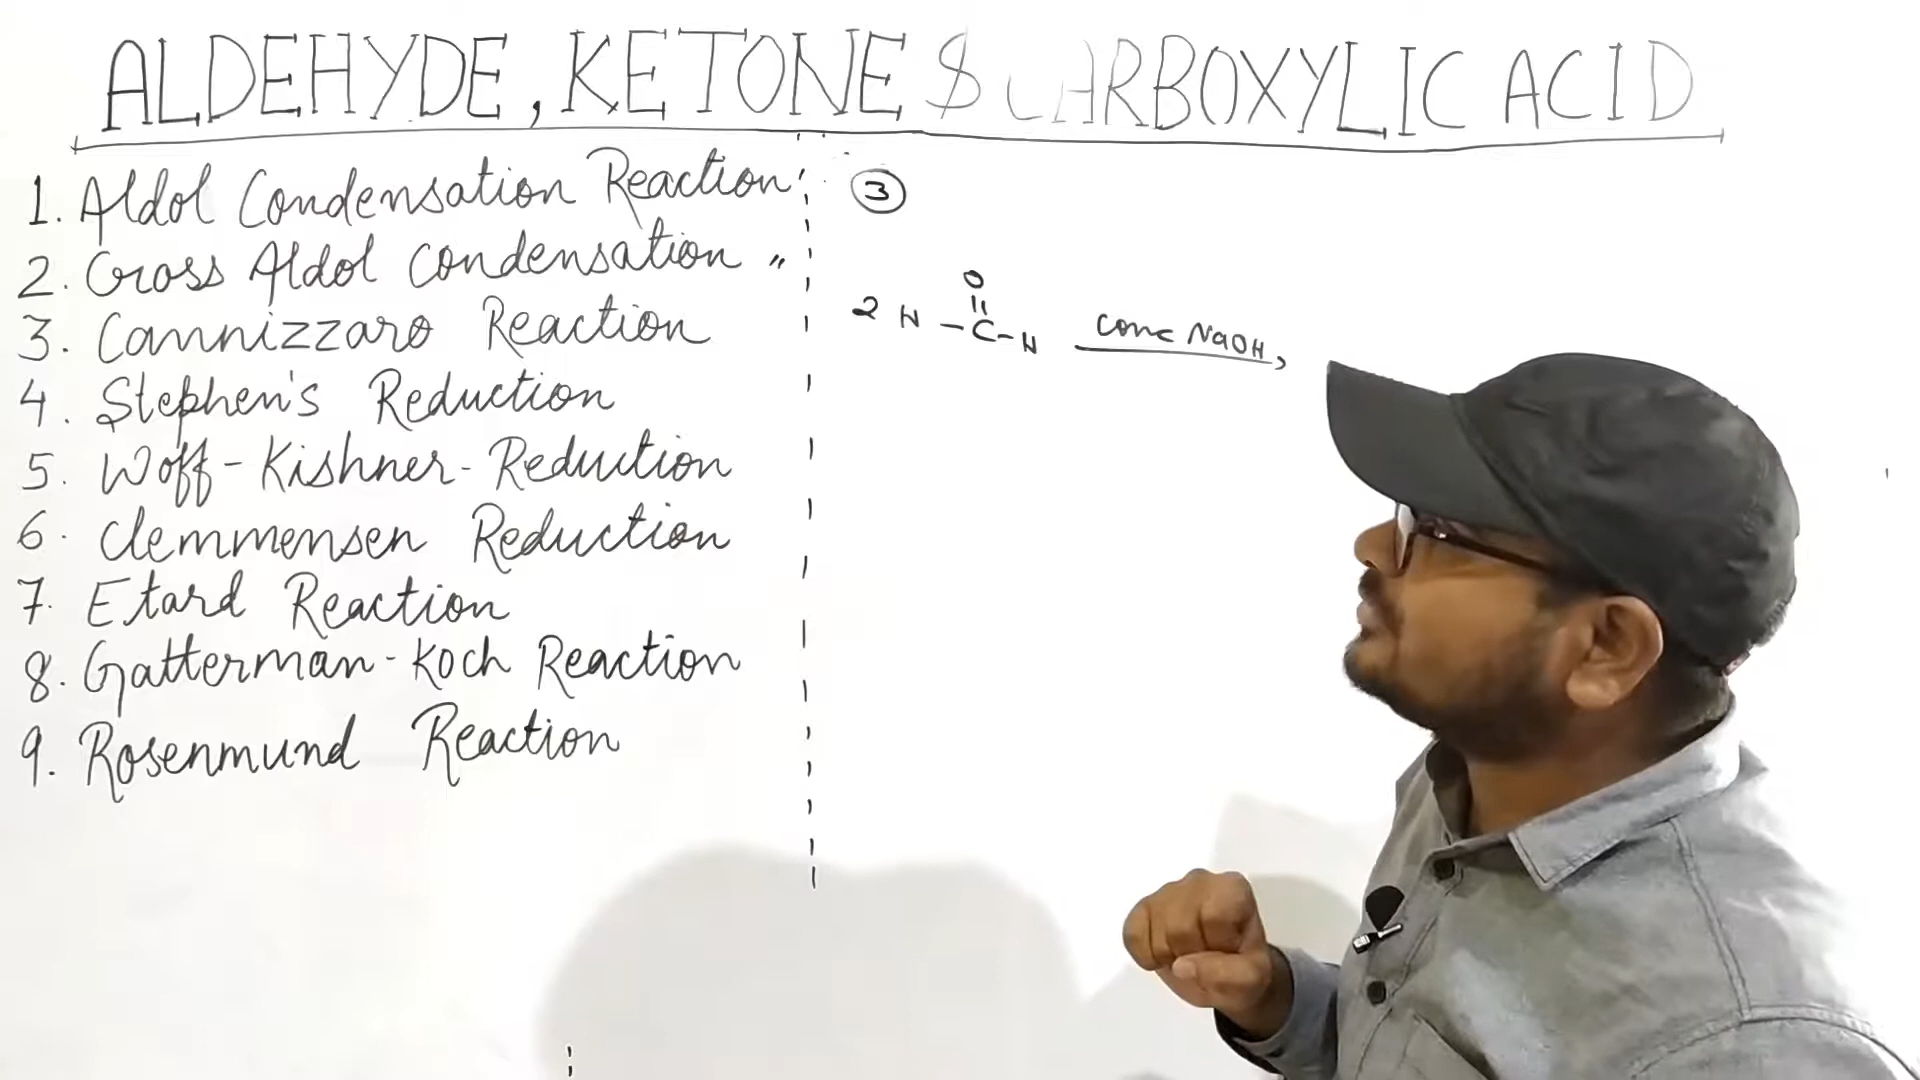 ALDEHYDE, KETONE $ CARBOXYLIC ACID
1. Aldol Condensation Reaction
2. Cross Aldol Condensation "
3. Cannizzaro Reaction
4. Stephen's Reduction
5. Woff-Kishner-Reduction
6. Clemmensen Reduction
7. Etard Reaction
8. Gatterman-Koch Reaction
9. Rosenmund Reaction
3
O
2 H - C - H conc NaOH